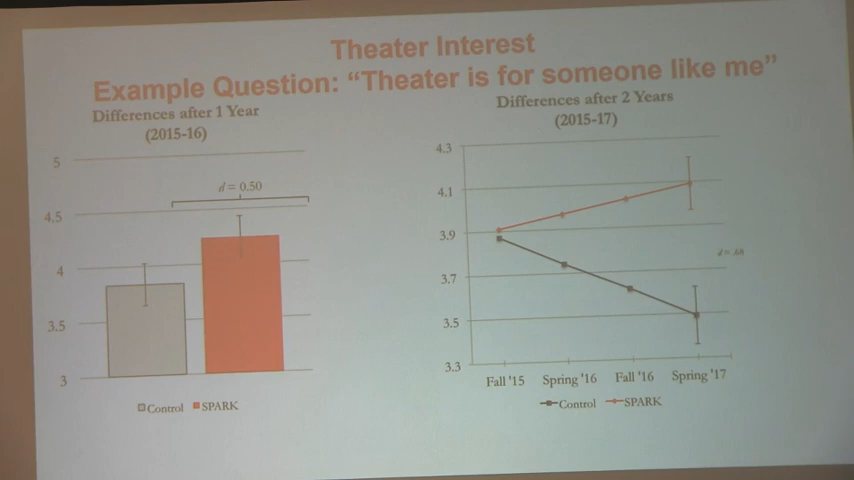 Theater Interest
Example Question: “Theater is for someone like me”
Differences after 1 Year
(2015-16)
5
4.5
4
3.5
3
d = 0.50
Control SPARK
Differences after 2 Years
(2015-17)
4.3
4.1
3.9
3.7
3.5
3.3
Fall '15 Spring '16 Fall '16 Spring '17
Control SPARK